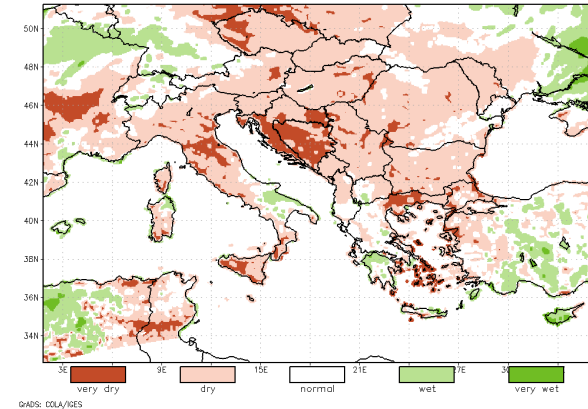 50N
48N
46N
44N
42N
40N
38N
36N
34N
3E 9E 15E 21E 27E
very dry dry normal wet very wet
GrADS: COLA/IGES